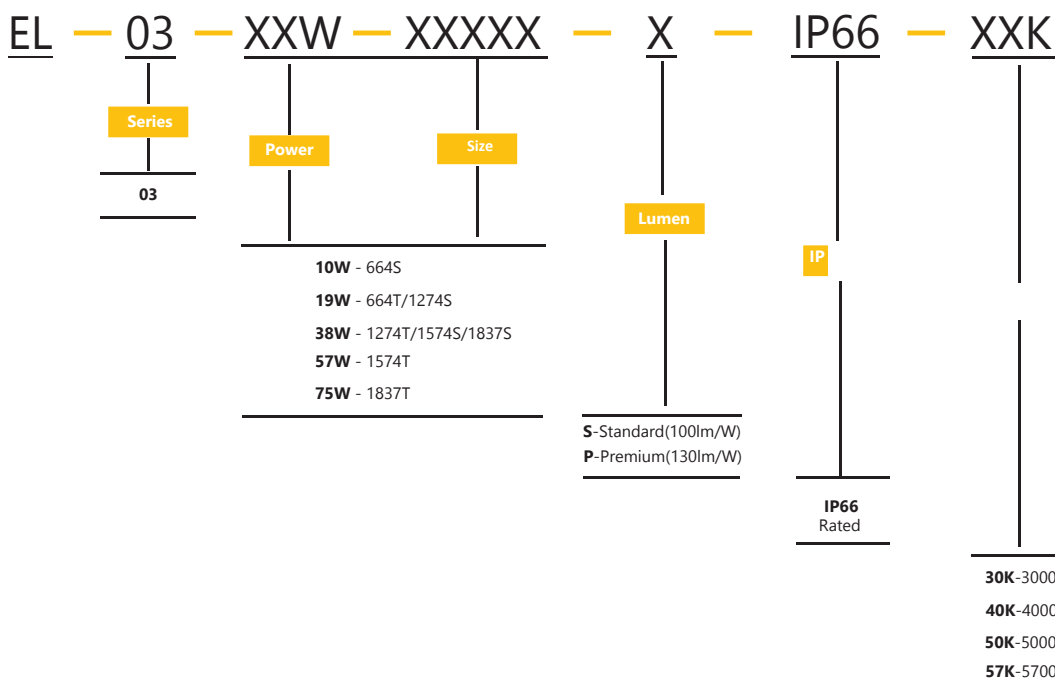 EL — 03 — XXW — XXXXX — X — IP66 — XXK
Series
Power
Size
03
Lumen
IP
10W - 664S
19W - 664T/1274S
38W - 1274T/1574S/1837S
57W - 1574T
75W - 1837T
S-Standard(100lm/W)
P-Premium(130lm/W)
IP66
Rated
30K-3000
40K-4000
50K-5000
57K-5700